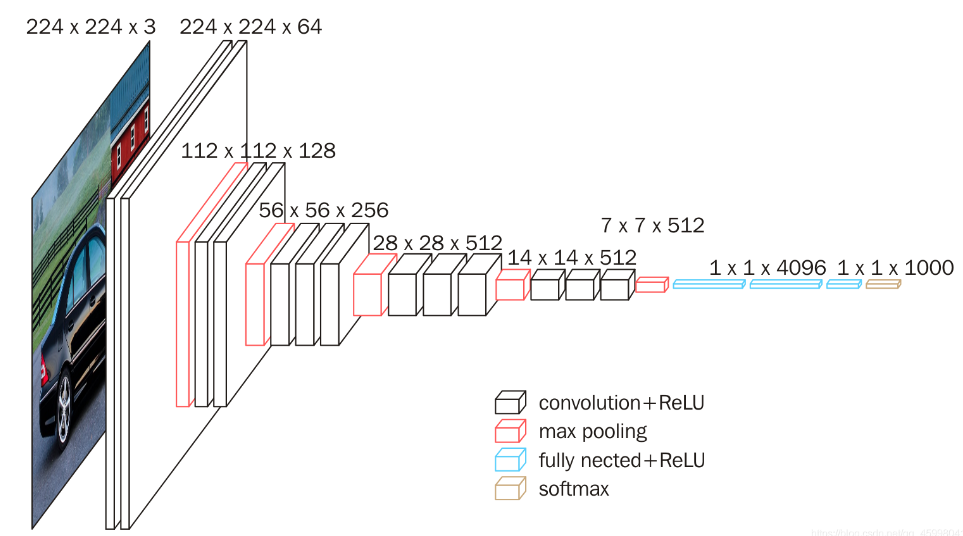 224 x 224 x 3
224 x 224 x 64
112 x 112 x 128
56 x 56 x 256
28 x 28 x 512
14 x 14 x 512
7 x 7 x 512
1 x 1 x 4096
1 x 1 x 1000
convolution+ReLU
max pooling
fully nected+ReLU
softmax